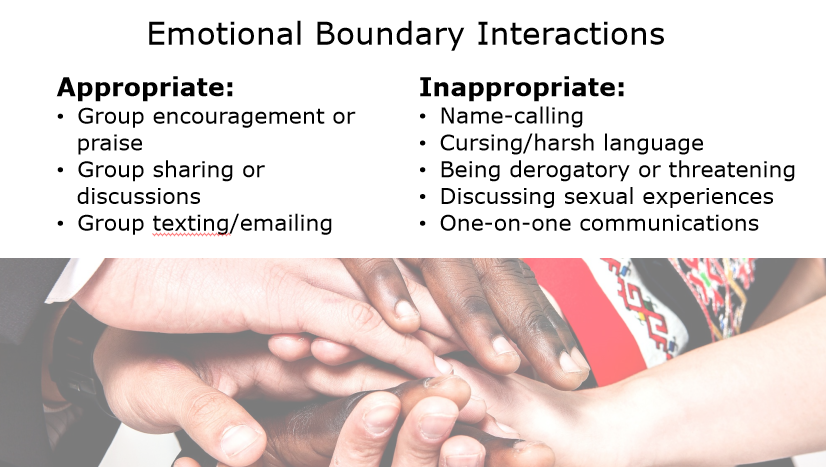 Emotional Boundary Interactions
Appropriate:
• Group encouragement or
praise
• Group sharing or
discussions
• Group texting/emailing
Inappropriate:
• Name-calling
• Cursing/harsh language
• Being derogatory or threatening
• Discussing sexual experiences
• One-on-one communications